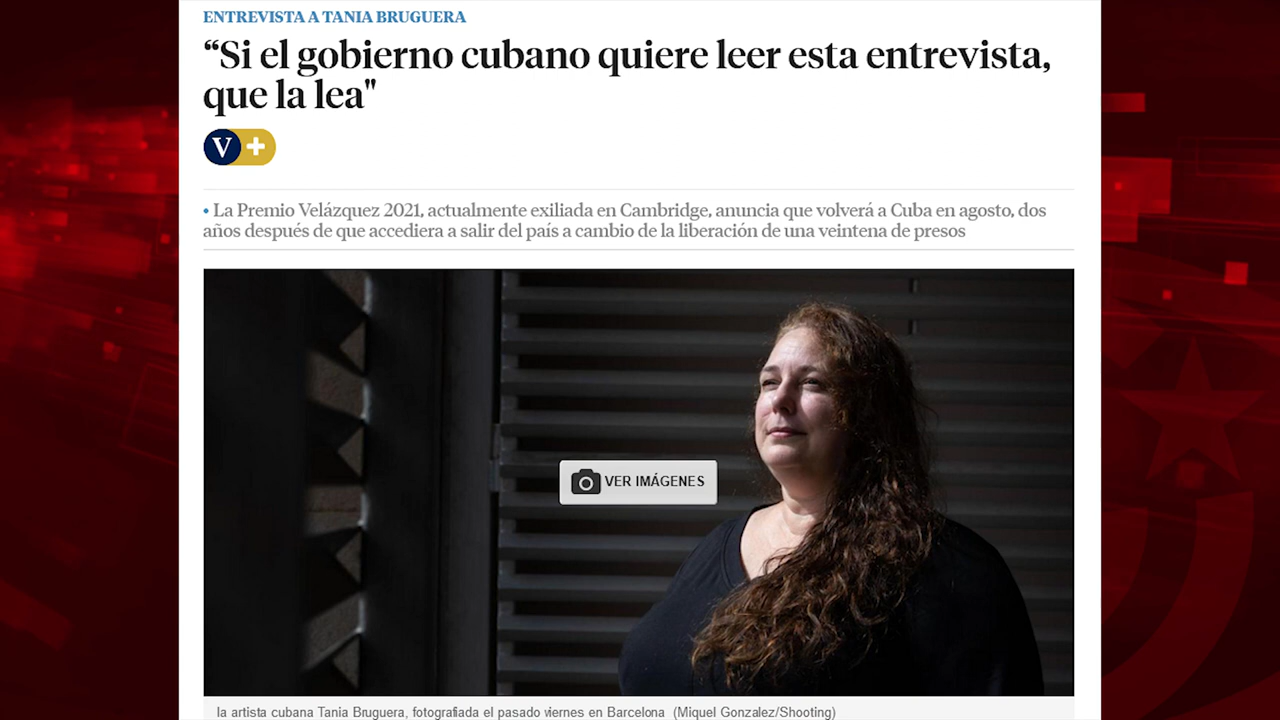 ENTREVISTA A TANIA BRUGUERA
“Si el gobierno cubano quiere leer esta entrevista,
que la lea"
V+
• La Premio Velázquez 2021, actualmente exiliada en Cambridge, anuncia que volverá a Cuba en agosto, dos
años después de que accediera a salir del país a cambio de la liberación de una veintena de presos
VER IMÁGENES
la artista cubana Tania Bruguera, fotografiada el pasado viernes en Barcelona (Miquel Gonzalez/Shooting)